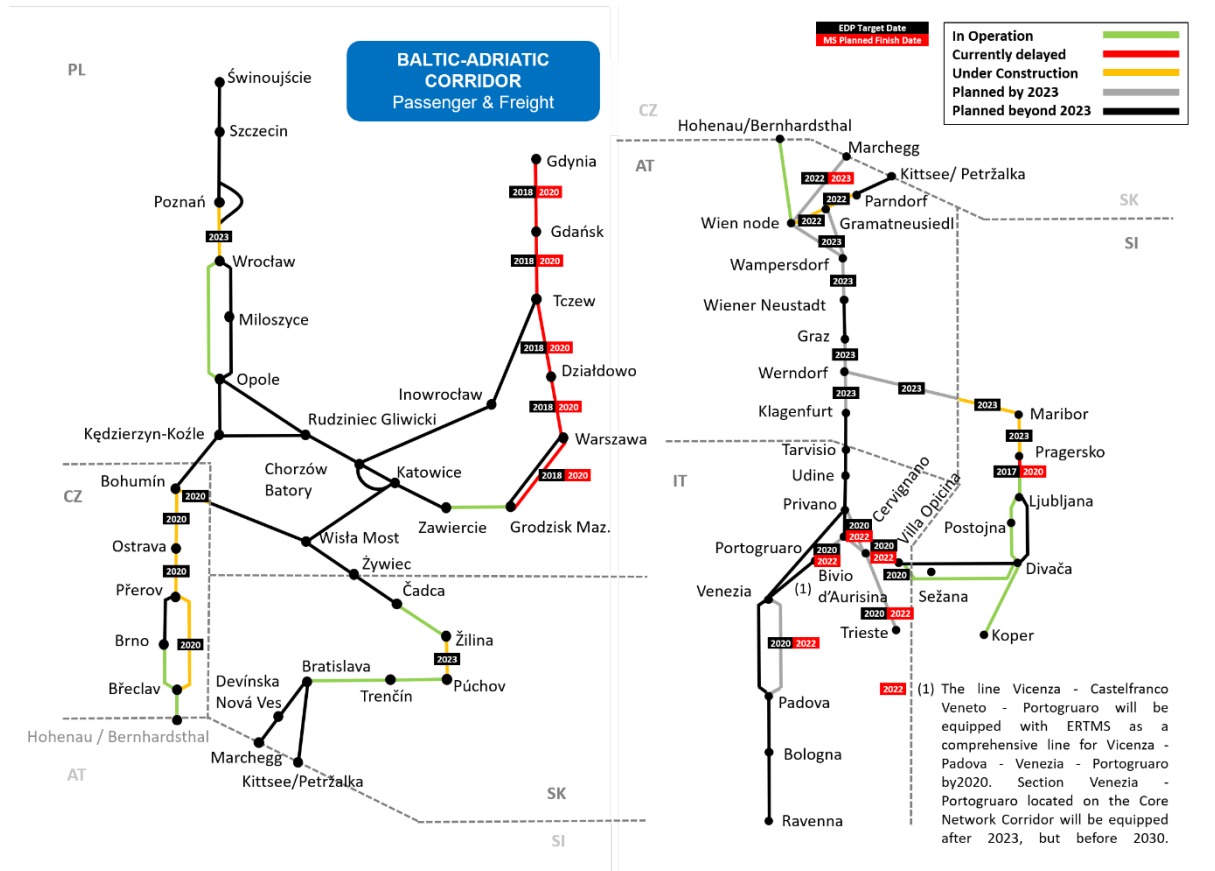 EDP Target Date
MS Planned Finish Date
In Operation
Currently delayed
Under Construction
Planned by 2023
Planned beyond 2023
BALTIC-ADRIATIC
CORRIDOR
Passenger & Freight
PL
Świnoujście
Szczecin
Poznań
2023
Wrocław
Miloszyce
Opole
Kędzierzyn-Koźle
Rudziniec Gliwicki
Inowrocław
Gdynia
2018 2020
Gdańsk
2018 2020
Tczew
2018 2020
Działdowo
2018 2020
Warszawa
2018 2020
Chorzów
Batory
Katowice
Zawiercie
Grodzisk Maz.
CZ
Bohumín
2020
2020
Ostrava
2020
Přerov
Brno
2020
Břeclav
Hohenau / Bernhardsthal
AT
Wisła Most
Żywiec
Čadca
Žilina
2023
Púchov
Trenčín
Bratislava
Devínska
Nová Ves
Marchegg
Kittsee/Petržalka
SK
SI
CZ
Hohenau/Bernhardsthal
AT
Marchegg
2022 2023
Kittsee/ Petržalka
2022
Parndorf
SK
Wien node
2022
Gramatneusiedl
SI
2023
Wampersdorf
2023
Wiener Neustadt
Graz
2023
Werndorf
2023
2023
2023
Klagenfurt
Maribor
2023
Pragersko
2017 2020
Ljubljana
Postojna
Divača
Koper
IT
Tarvisio
Udine
Privano
Cervignano
Villa Opicina
2020
2022
2020
2022
2020
Sežana
Portogruaro
2020
2022
(1)
Bivio
d'Aurisina
2020 2022
Trieste
Venezia
2020 2022
Padova
Bologna
Ravenna
2022 (1) The line Vicenza - Castelfranco
Veneto - Portogruaro will be
equipped with ERTMS as a
comprehensive line for Vicenza -
Padova - Venezia - Portogruaro
by2020. Section Venezia -
Portogruaro located on the Core
Network Corridor will be equipped
after 2023, but before 2030.